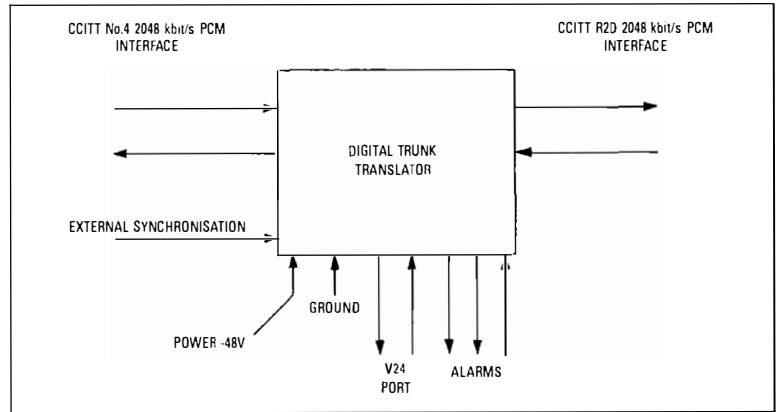 CCITT No.4 2048 kbit/s PCM
INTERFACE
CCITT R2D 2048 kbit/s PCM
INTERFACE
DIGITAL TRUNK
TRANSLATOR
EXTERNAL SYNCHRONISATION
GROUND
POWER -48V
V24
PORT
ALARMS